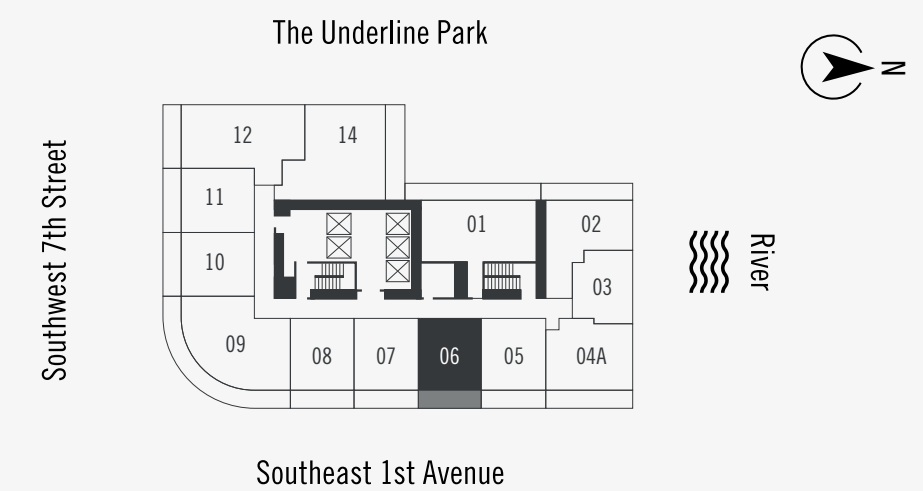 The Underline Park
N
Southwest 7th Street
12
14
11
01
02
10
03
09
08
07
06
05
04A
River
Southeast 1st Avenue